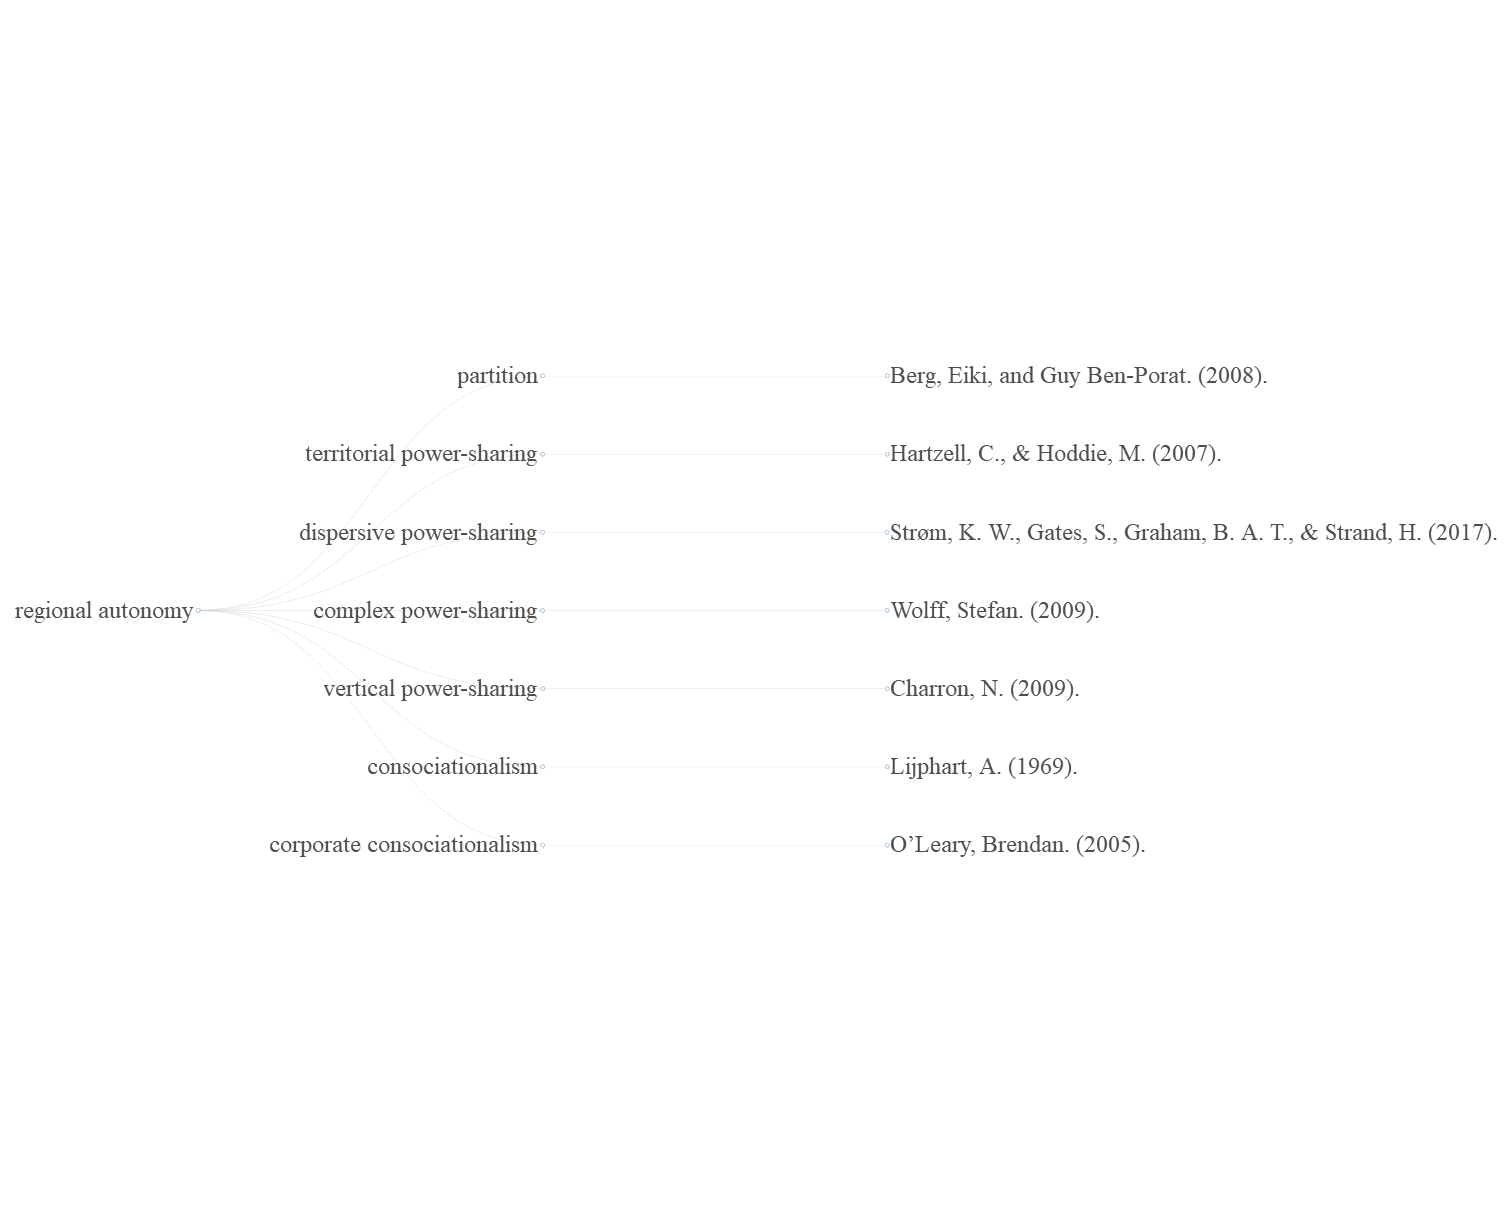 partition Berg, Eiki, and Guy Ben-Porat. (2008).
territorial power-sharing Hartzell, C., & Hoddie, M. (2007).
dispersive power-sharing Strøm, K. W., Gates, S., Graham, B. A. T., & Strand, H. (2017).
regional autonomy complex power-sharing Wolff, Stefan. (2009).
vertical power-sharing Charron, N. (2009).
consociationalism Lijphart, A. (1969).
corporate consociationalism O’Leary, Brendan. (2005).